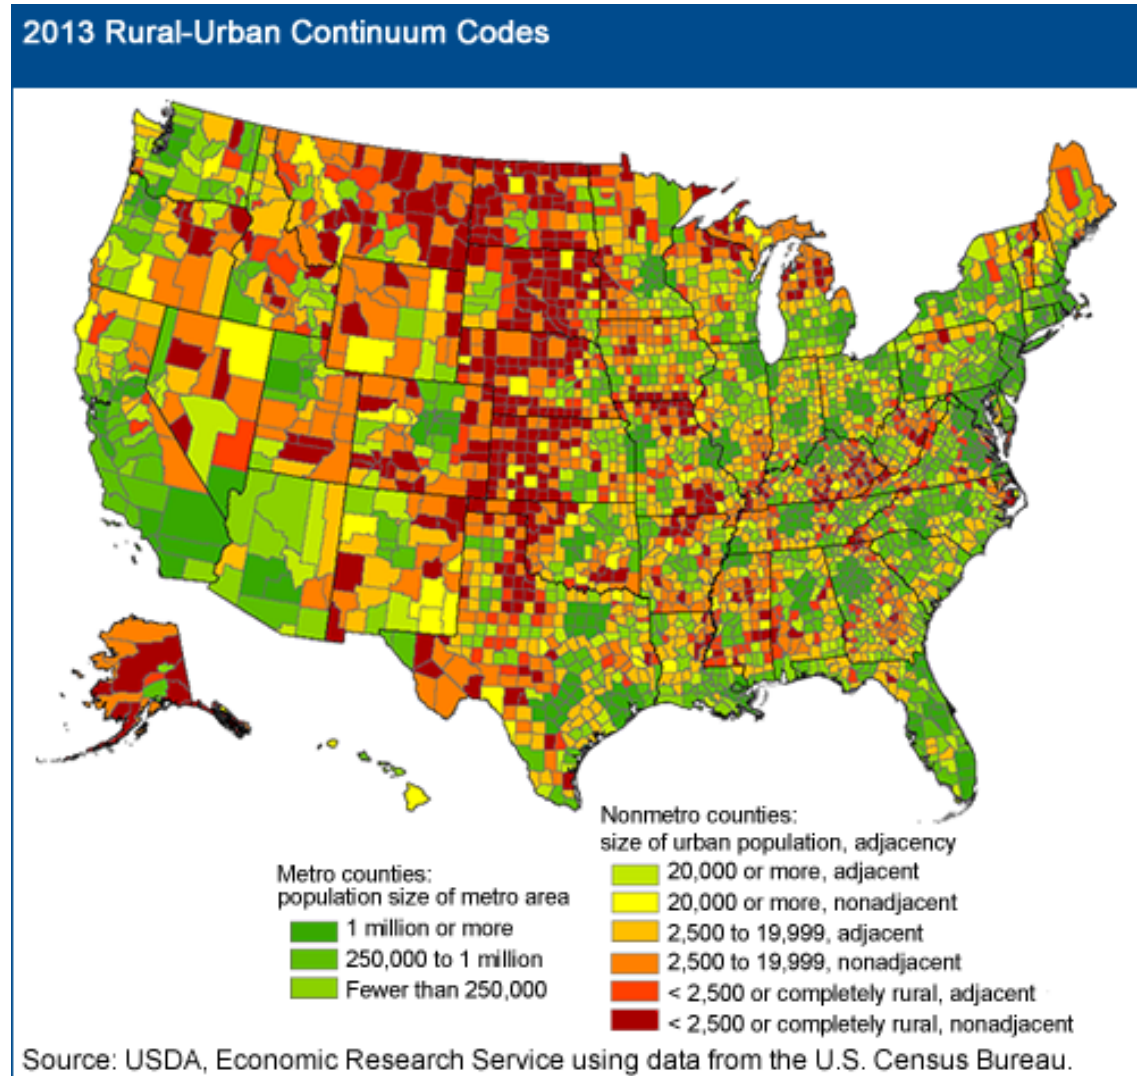 2013 Rural-Urban Continuum Codes
Metro counties:
population size of metro area
1 million or more
250,000 to 1 million
Fewer than 250,000
Nonmetro counties:
size of urban population, adjacency
20,000 or more, adjacent
20,000 or more, nonadjacent
2,500 to 19,999, adjacent
2,500 to 19,999, nonadjacent
< 2,500 or completely rural, adjacent
< 2,500 or completely rural, nonadjacent
Source: USDA, Economic Research Service using data from the U.S. Census Bureau.